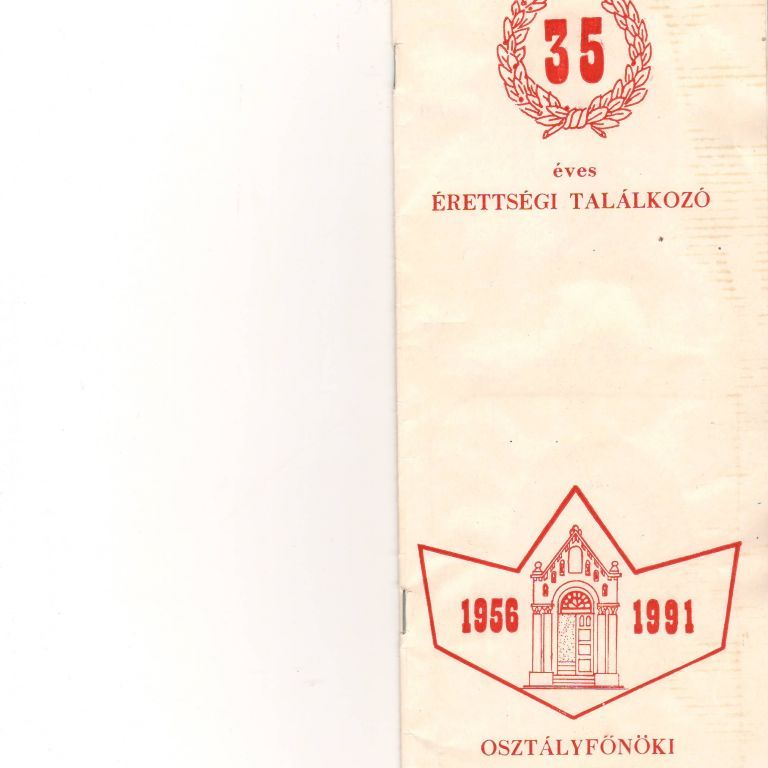 35
éves
ÉRETTSÉGI TALÁLKOZÓ
1956 1991
OSZTÁLYFŐNÖKI